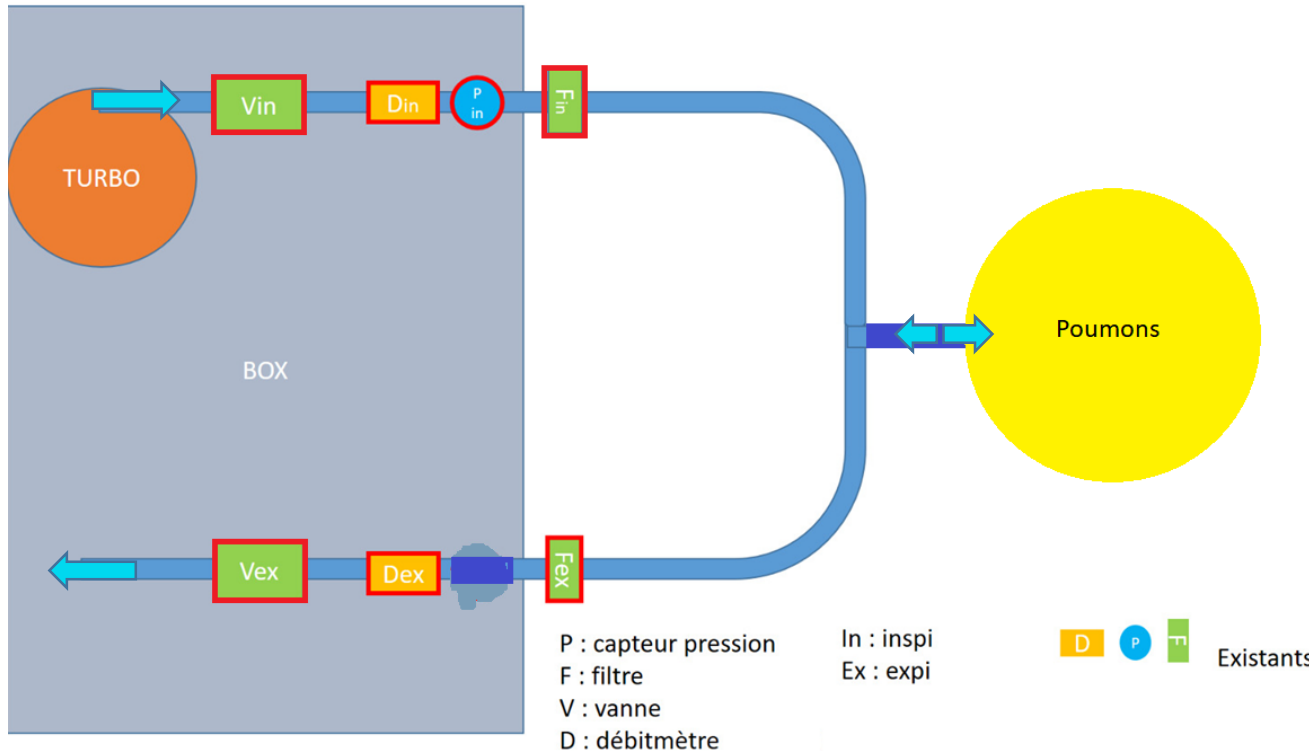 Vin
Din
P
in
Fin
TURBO
Poumons
BOX
Vex
Dex
Fex
P : capteur pression
F : filtre
V : vanne
D : débitmètre
In : inspi
Ex : expi
D
P
F
Existants